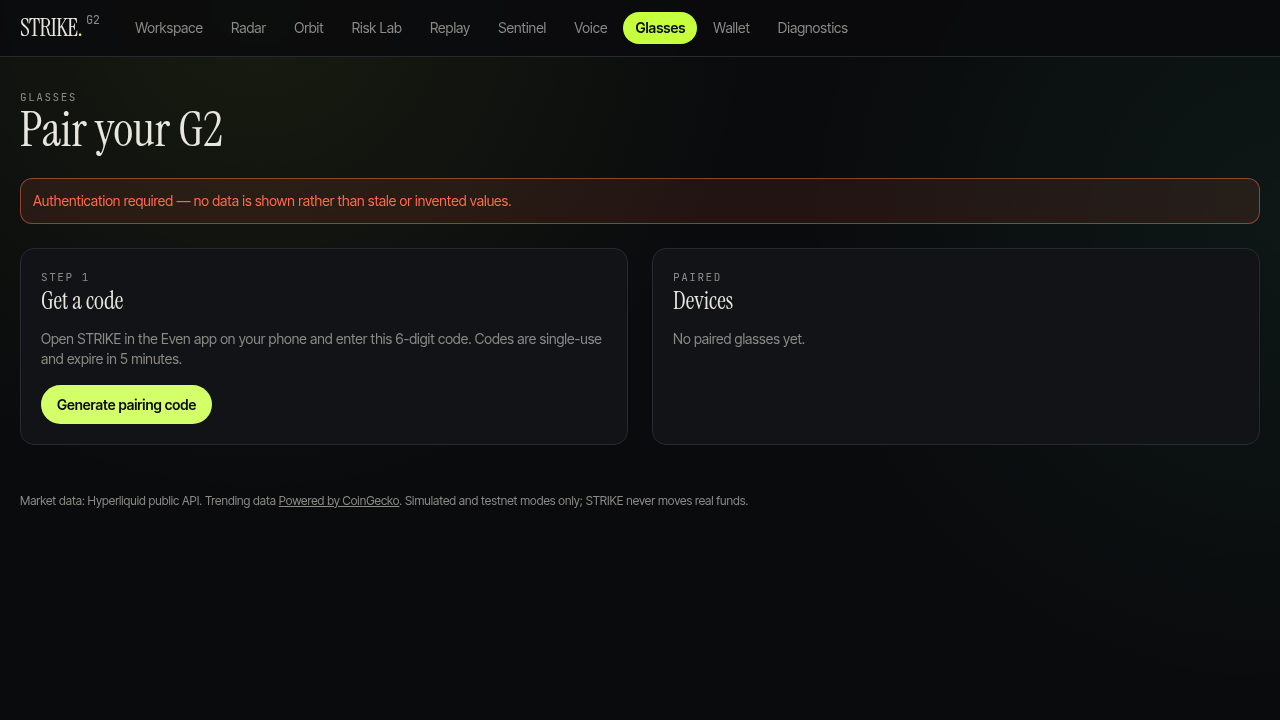 STRIKE. G2
Workspace
Radar
Orbit
Risk Lab
Replay
Sentinel
Voice
Glasses
Wallet
Diagnostics
GLASSES
Pair your G2
Authentication required — no data is shown rather than stale or invented values.
STEP 1
Get a code
Open STRIKE in the Even app on your phone and enter this 6-digit code. Codes are single-use
and expire in 5 minutes.
Generate pairing code
PAIRED
Devices
No paired glasses yet.
Market data: Hyperliquid public API. Trending data Powered by CoinGecko. Simulated and testnet modes only; STRIKE never moves real funds.